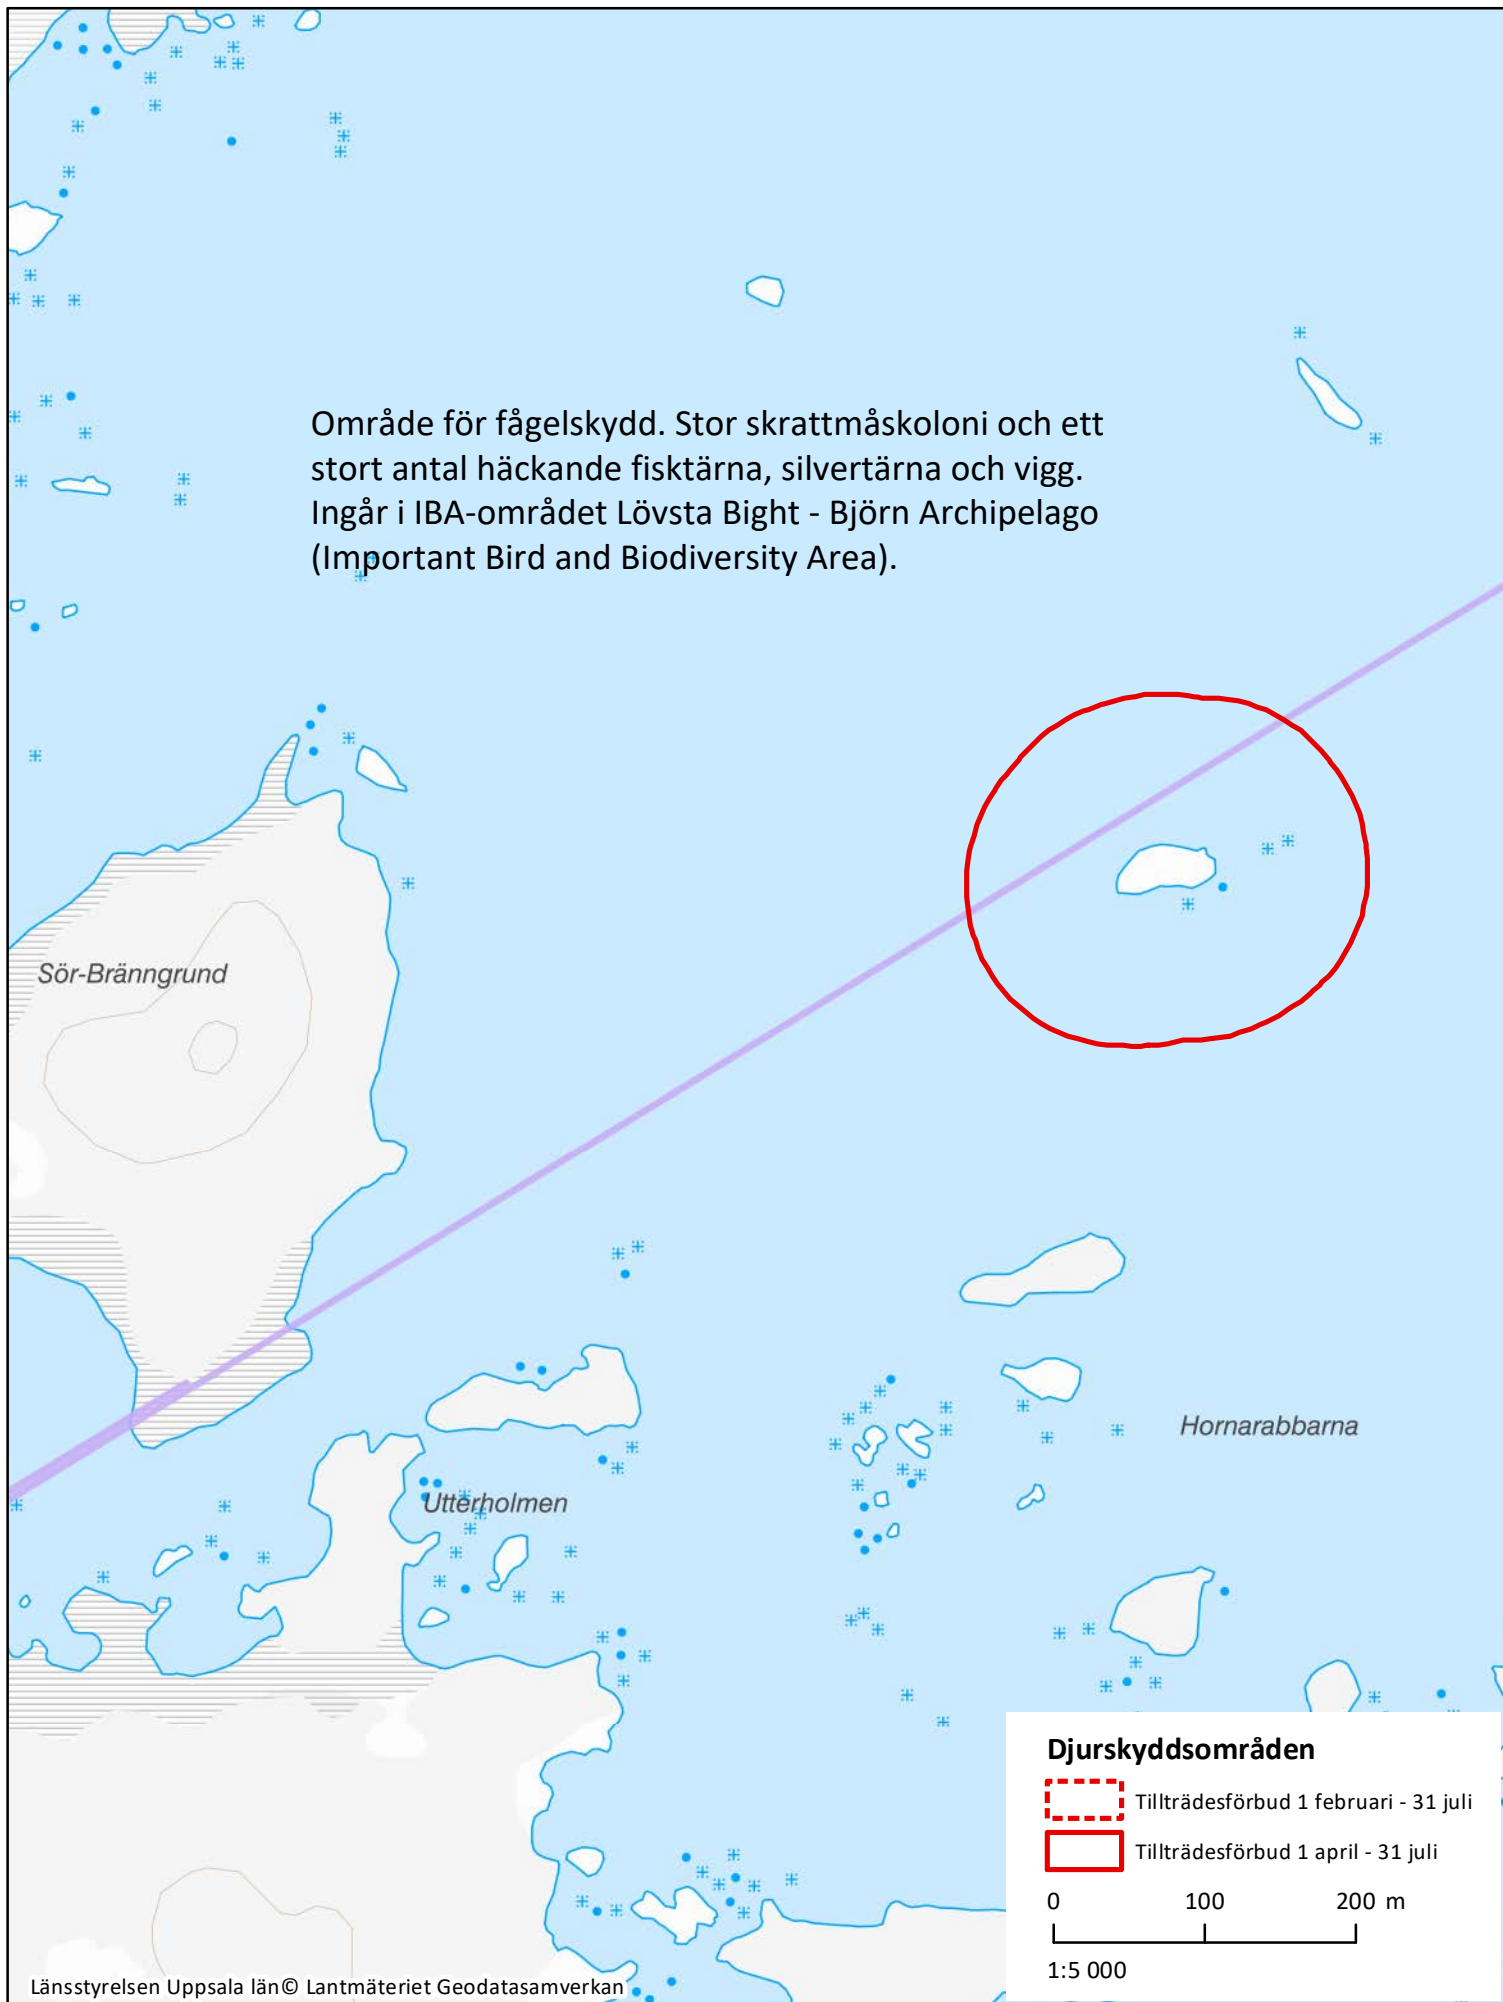 Område för fågelskydd. Stor skrattmåskoloni och ett
stort antal häckande fisktärna, silvertärna och vigg.
Ingår i IBA-området Lövsta Bight - Björn Archipelago
(Important Bird and Biodiversity Area).
Sör-Bränngrund
Hornarabbarna
Utterholmen
Djurskyddsområden
Tillträdesförbud 1 februari - 31 juli
Tillträdesförbud 1 april - 31 juli
0 100 200 m
1:5 000
Länsstyrelsen Uppsala län© Lantmäteriet Geodatasamverkan